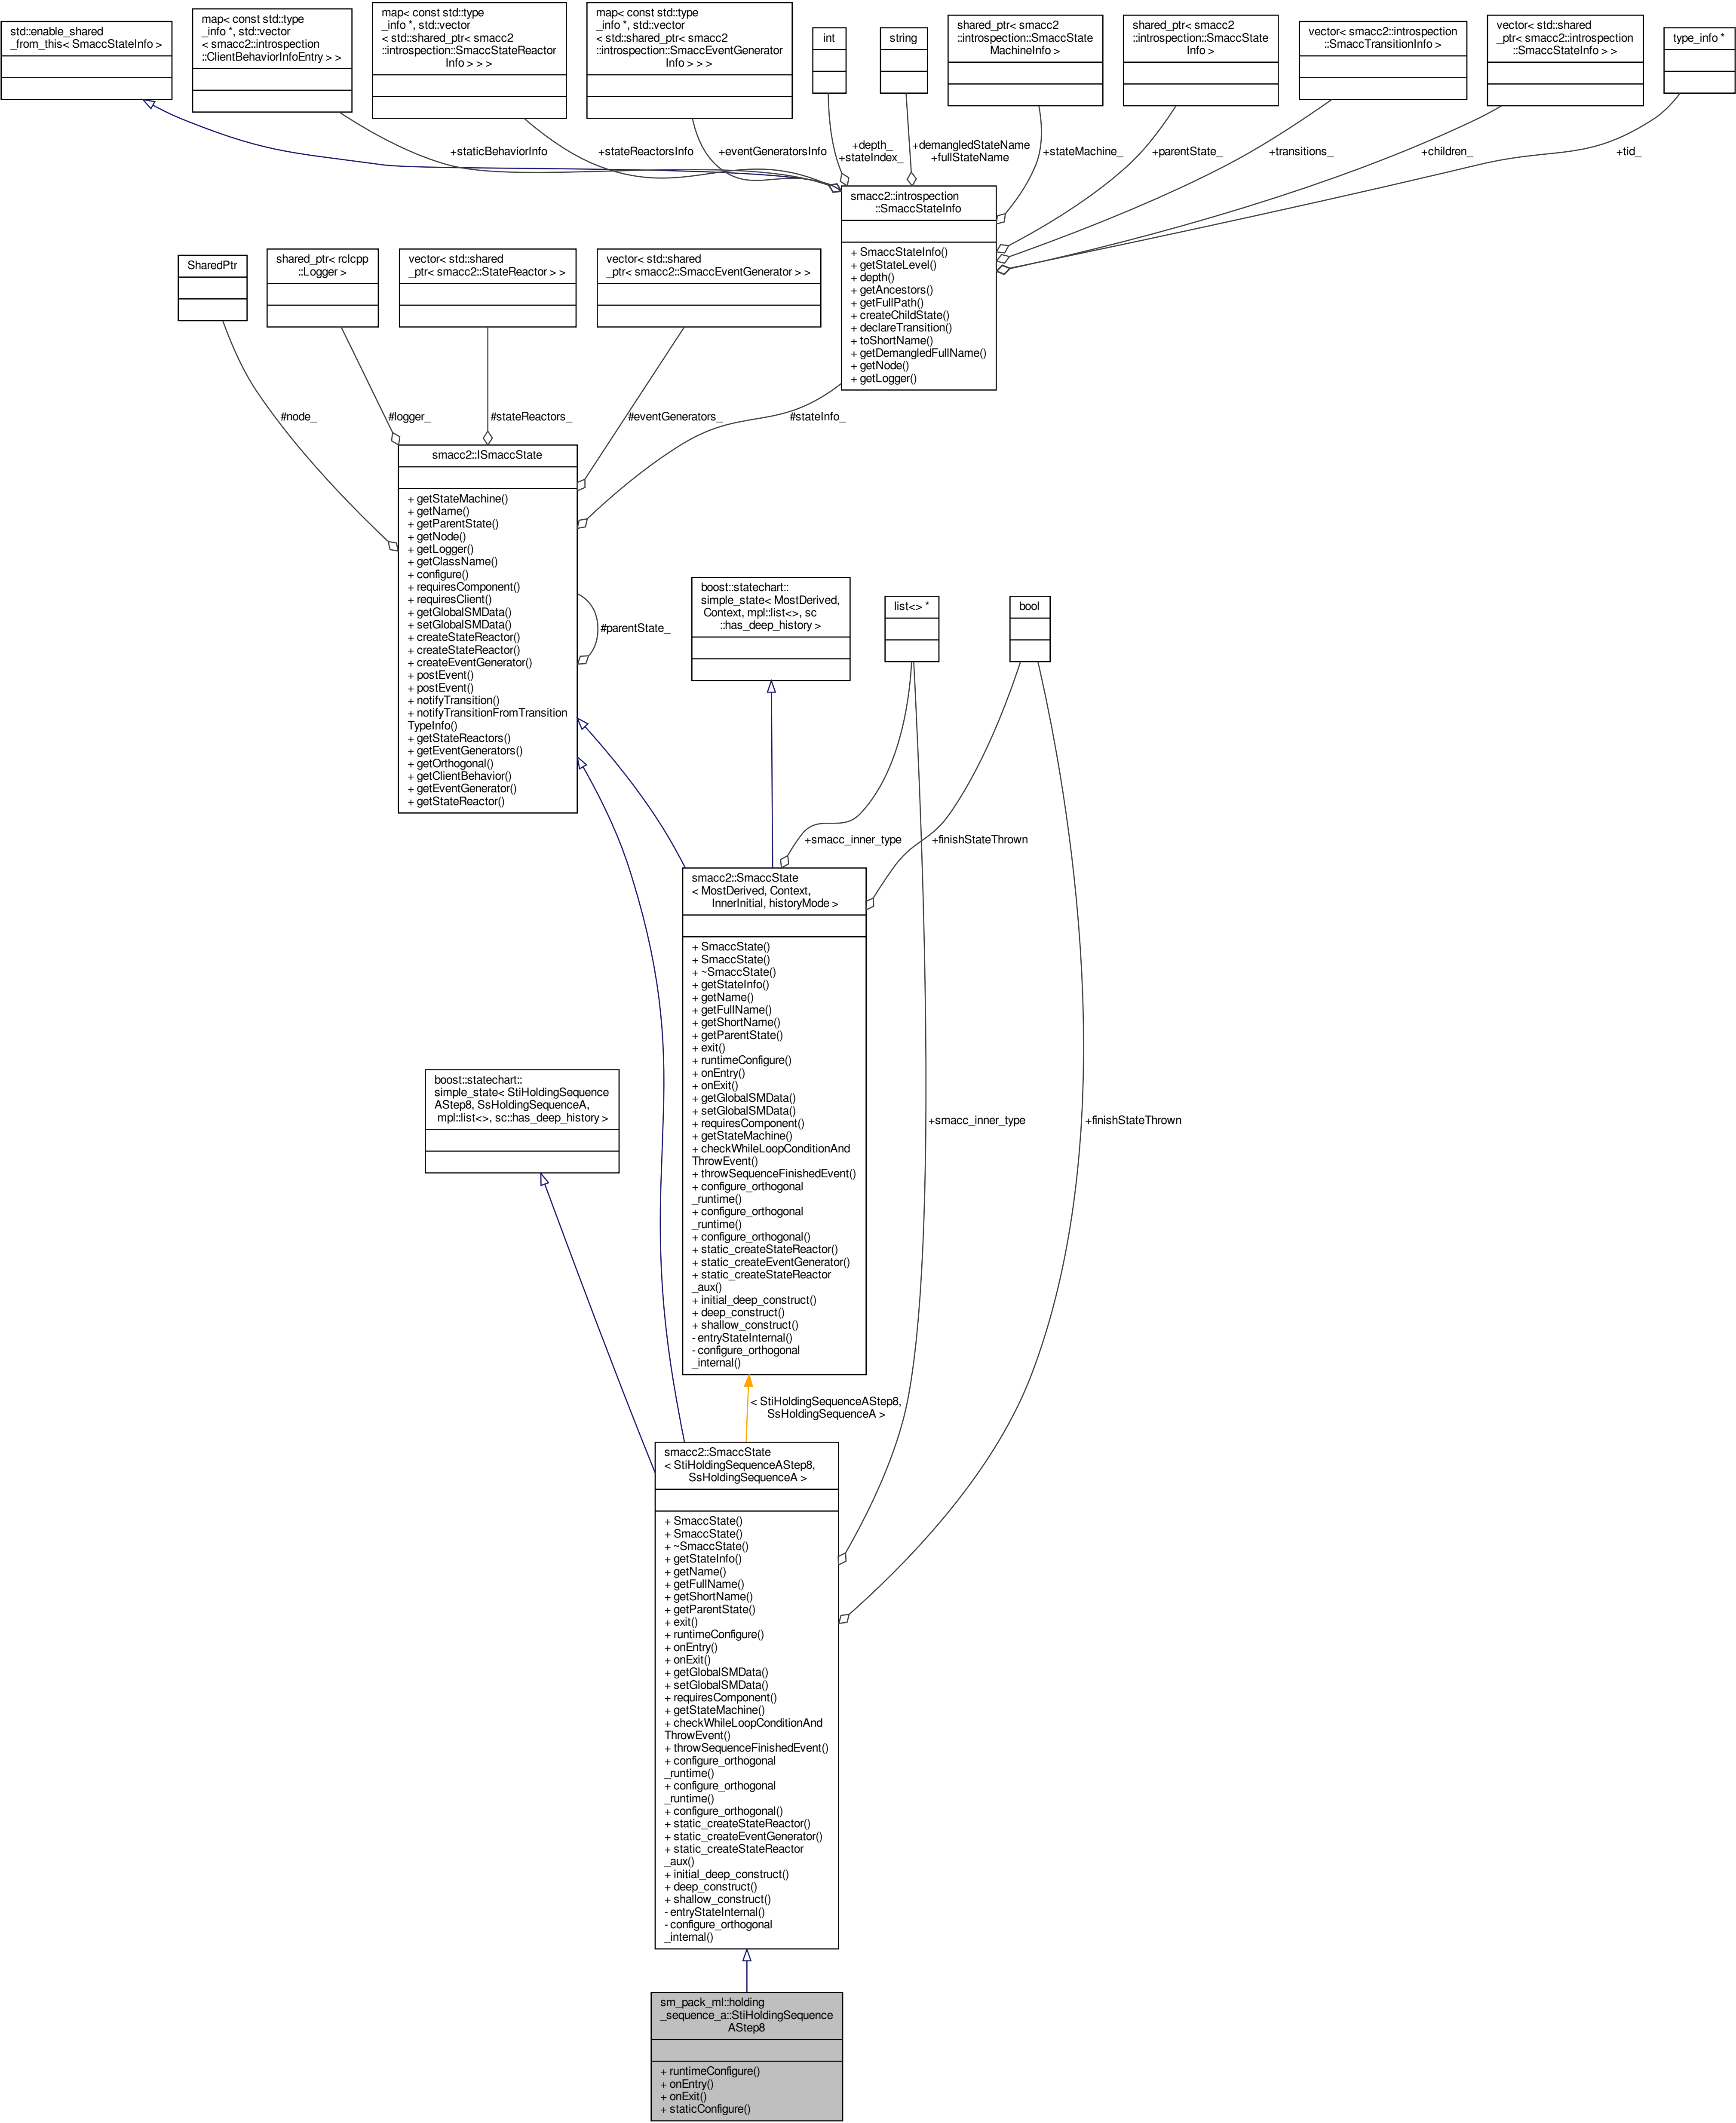 std::enable_shared
_from_this< SmaccStateInfo >
map< const std::type
_info *, std::vector
< smacc2::introspection
::ClientBehaviorInfoEntry > >
map< const std::type
_info *, std::vector
< std::shared_ptr< smacc2
::introspection::SmaccStateReactor
Info > > >
map< const std::type
_info *, std::vector
< std::shared_ptr< smacc2
::introspection::SmaccEventGenerator
Info > > >
int
string
shared_ptr< smacc2
::introspection::SmaccState
MachineInfo >
shared_ptr< smacc2
::introspection::SmaccState
Info >
vector< smacc2::introspection
::SmaccTransitionInfo >
vector< std::shared
_ptr< smacc2::introspection
::SmaccStateInfo > >
type_info *
+staticBehaviorInfo
+stateReactorsInfo
+eventGeneratorsInfo
+depth_
+stateIndex_
+demangledStateName
+fullStateName
+stateMachine_
+parentState_
+transitions_
+children_
+tid_
smacc2::introspection
::SmaccStateInfo
+ SmaccStateInfo()
+ getStateLevel()
+ depth()
+ getAncestors()
+ getFullPath()
+ createChildState()
+ declareTransition()
+ toShortName()
+ getDemangledFullName()
+ getNode()
+ getLogger()
SharedPtr
shared_ptr< rclcpp
::Logger >
vector< std::shared
_ptr< smacc2::StateReactor > >
vector< std::shared
_ptr< smacc2::SmaccEventGenerator > >
#node_
#logger_
#stateReactors_
#eventGenerators_
#stateInfo_
smacc2::ISmaccState
+ getStateMachine()
+ getName()
+ getParentState()
+ getNode()
+ getLogger()
+ getClassName()
+ configure()
+ requiresComponent()
+ requiresClient()
+ getGlobalSMData()
+ setGlobalSMData()
+ createStateReactor()
+ createStateReactor()
+ createEventGenerator()
+ postEvent()
+ postEvent()
+ notifyTransition()
+ notifyTransitionFromTransition
TypeInfo()
+ getStateReactors()
+ getEventGenerators()
+ getOrthogonal()
+ getClientBehavior()
+ getEventGenerator()
+ getStateReactor()
#parentState_
boost::statechart::
simple_state< MostDerived,
Context, mpl::list<>, sc
::has_deep_history >
list<> *
bool
+smacc_inner_type
+finishStateThrown
smacc2::SmaccState
< MostDerived, Context,
InnerInitial, historyMode >
+ SmaccState()
+ SmaccState()
+ ~SmaccState()
+ getStateInfo()
+ getName()
+ getFullName()
+ getShortName()
+ getParentState()
+ exit()
+ runtimeConfigure()
+ onEntry()
+ onExit()
+ getGlobalSMData()
+ setGlobalSMData()
+ requiresComponent()
+ getStateMachine()
+ checkWhileLoopConditionAnd
ThrowEvent()
+ throwSequenceFinishedEvent()
+ configure_orthogonal
_runtime()
+ configure_orthogonal
_runtime()
+ configure_orthogonal()
+ static_createStateReactor()
+ static_createEventGenerator()
+ static_createStateReactor
_aux()
+ initial_deep_construct()
+ deep_construct()
+ shallow_construct()
- entryStateInternal()
- configure_orthogonal
_internal()
boost::statechart::
simple_state< StiHoldingSequence
AStep8, SsHoldingSequenceA,
mpl::list<>, sc::has_deep_history >
+smacc_inner_type
+finishStateThrown
< StiHoldingSequenceAStep8,
SsHoldingSequenceA >
smacc2::SmaccState
< StiHoldingSequenceAStep8,
SsHoldingSequenceA >
+ SmaccState()
+ SmaccState()
+ ~SmaccState()
+ getStateInfo()
+ getName()
+ getFullName()
+ getShortName()
+ getParentState()
+ exit()
+ runtimeConfigure()
+ onEntry()
+ onExit()
+ getGlobalSMData()
+ setGlobalSMData()
+ requiresComponent()
+ getStateMachine()
+ checkWhileLoopConditionAnd
ThrowEvent()
+ throwSequenceFinishedEvent()
+ configure_orthogonal
_runtime()
+ configure_orthogonal
_runtime()
+ configure_orthogonal()
+ static_createStateReactor()
+ static_createEventGenerator()
+ static_createStateReactor
_aux()
+ initial_deep_construct()
+ deep_construct()
+ shallow_construct()
- entryStateInternal()
- configure_orthogonal
_internal()
sm_pack_ml::holding
_sequence_a::StiHoldingSequence
AStep8
+ runtimeConfigure()
+ onEntry()
+ onExit()
+ staticConfigure()